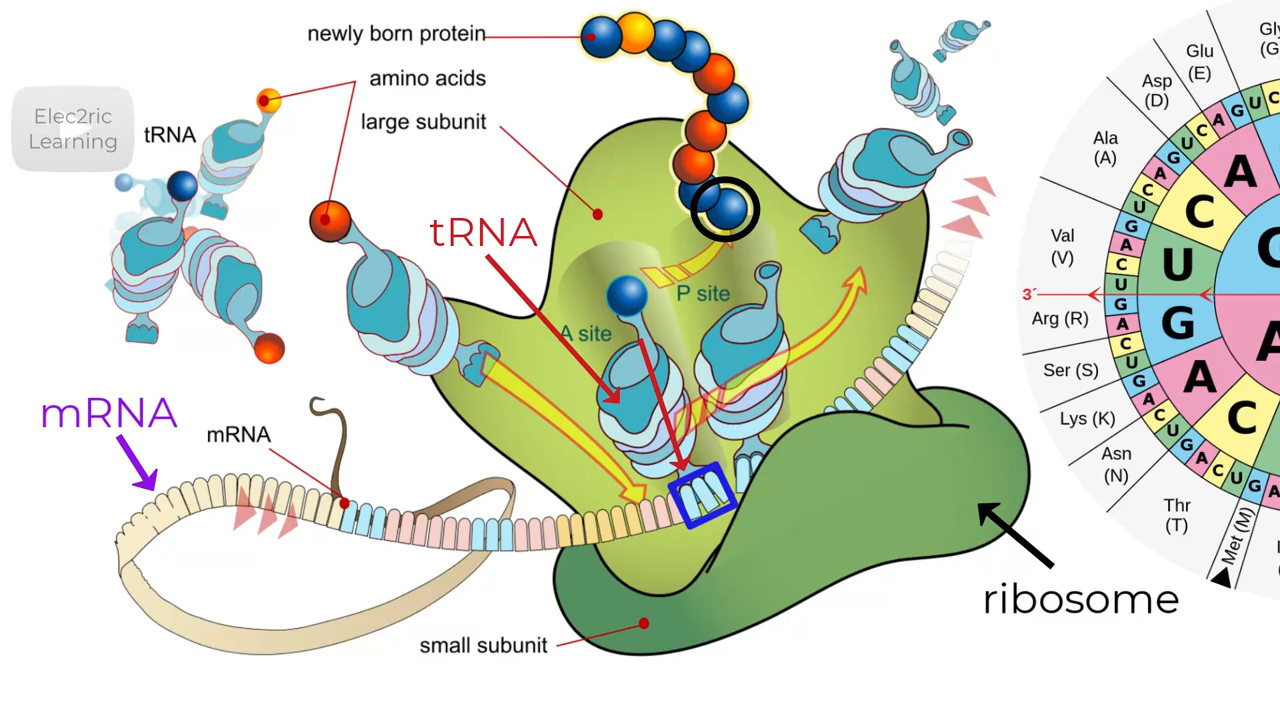 newly born protein
amino acids
large subunit
Elec2ric
Learning
tRNA
tRNA
P site
A site
mRNA
mRNA
ribosome
small subunit
Gly
(G
Glu
(E)
Asp
(D)
Ala
(A)
Val
(V)
3´
Arg (R)
Ser (S)
Lys (K)
Asn
(N)
Thr
(T)
Met (M)
A
C
U
G
A
C
G
A
C
U
G
A
C
U
G
A
C
U
G
A
C
U
G
A
C
U
G
A
C
U
G
A
C
U
G
A